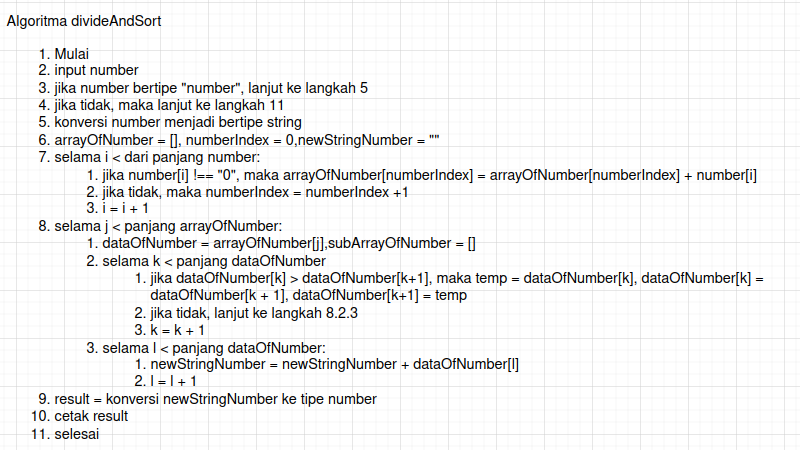 Algoritma divideAndSort
1. Mulai
2. input number
3. jika number bertipe "number", lanjut ke langkah 5
4. jika tidak, maka lanjut ke langkah 11
5. konversi number menjadi bertipe string
6. arrayOfNumber = [], numberIndex = 0,newStringNumber = ""
7. selama i < dari panjang number:
1. jika number[i] !== "0", maka arrayOfNumber[numberIndex] = arrayOfNumber[numberIndex] + number[i]
2. jika tidak, maka numberIndex = numberIndex +1
3. i = i + 1
8. selama j < panjang arrayOfNumber:
1. dataOfNumber = arrayOfNumber[j],subArrayOfNumber = []
2. selama k < panjang dataOfNumber
1. jika dataOfNumber[k] > dataOfNumber[k+1], maka temp = dataOfNumber[k], dataOfNumber[k] =
dataOfNumber[k + 1], dataOfNumber[k+1] = temp
2. jika tidak, lanjut ke langkah 8.2.3
3. k = k + 1
3. selama l < panjang dataOfNumber:
1. newStringNumber = newStringNumber + dataOfNumber[l]
2. l = l + 1
9. result = konversi newStringNumber ke tipe number
10. cetak result
11. selesai